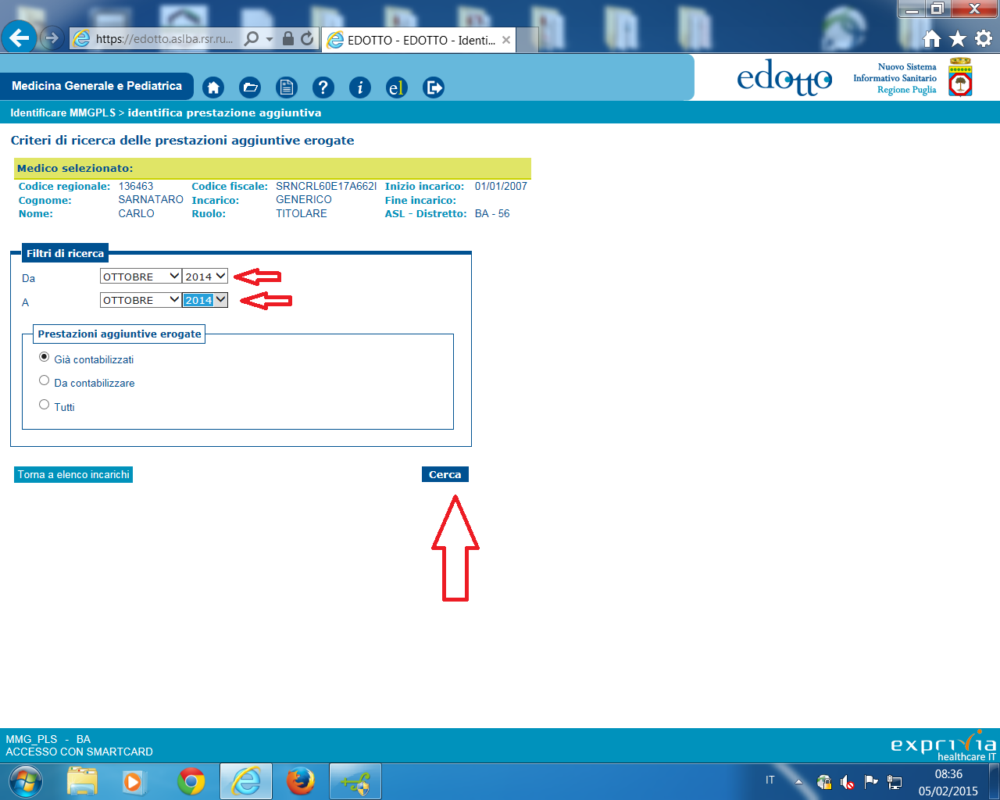 https://edotto.aslba.rsr.ru...
EDOTTO - EDOTTO - Identi...
Medicina Generale e Pediatrica
edotto
Nuovo Sistema
Informativo Sanitario
Regione Puglia
Identificare MMGPLS > identifica prestazione aggiuntiva
Criteri di ricerca delle prestazioni aggiuntive erogate
Medico selezionato:
Codice regionale: 136463 Codice fiscale: SRNCRL60E17A662I Inizio incarico: 01/01/2007
Cognome: SARNATARO Incarico: GENERICO Fine incarico:
Nome: CARLO Ruolo: TITOLARE ASL - Distretto: BA - 56
Filtri di ricerca
Da OTTOBRE 2014
A OTTOBRE 2014
Prestazioni aggiuntive erogate
Già contabilizzati
Da contabilizzare
Tutti
Torna a elenco incarichi Cerca
MMG_PLS - BA
ACCESSO CON SMARTCARD
exprivia
healthcare IT
IT
08:36
05/02/2015